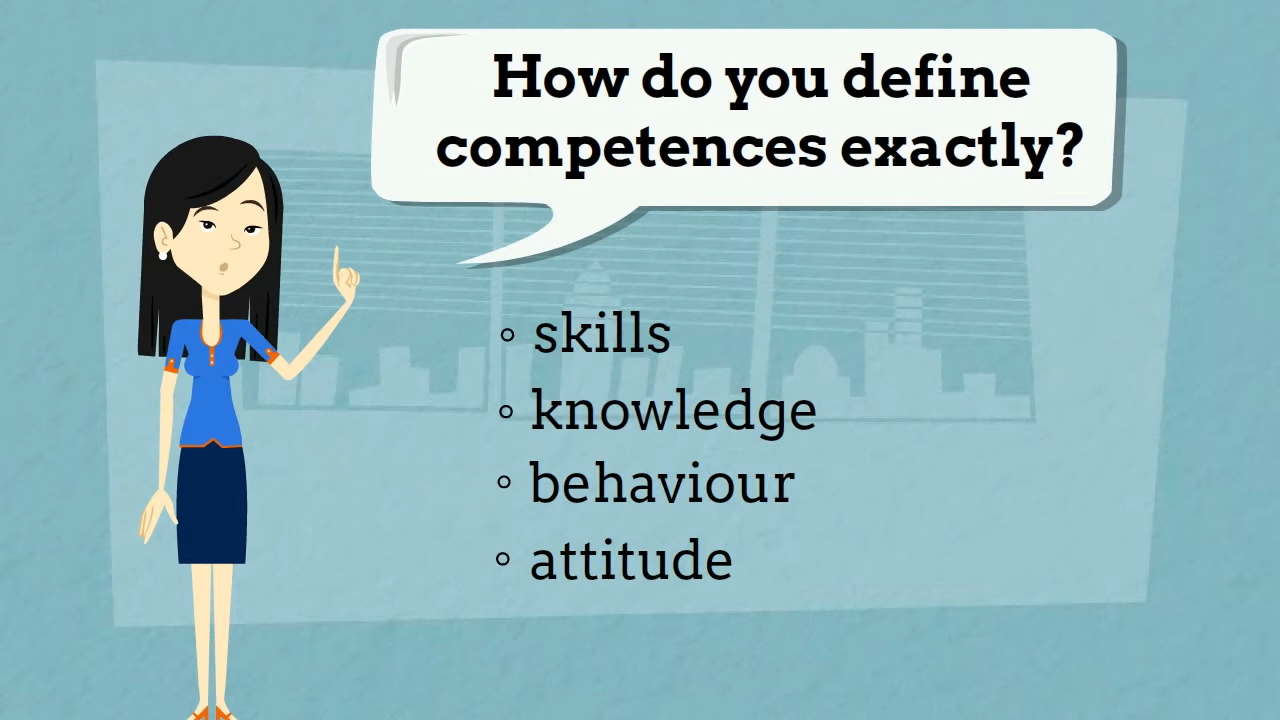 How do you define
competences exactly?
◦ skills
◦ knowledge
◦ behaviour
◦ attitude